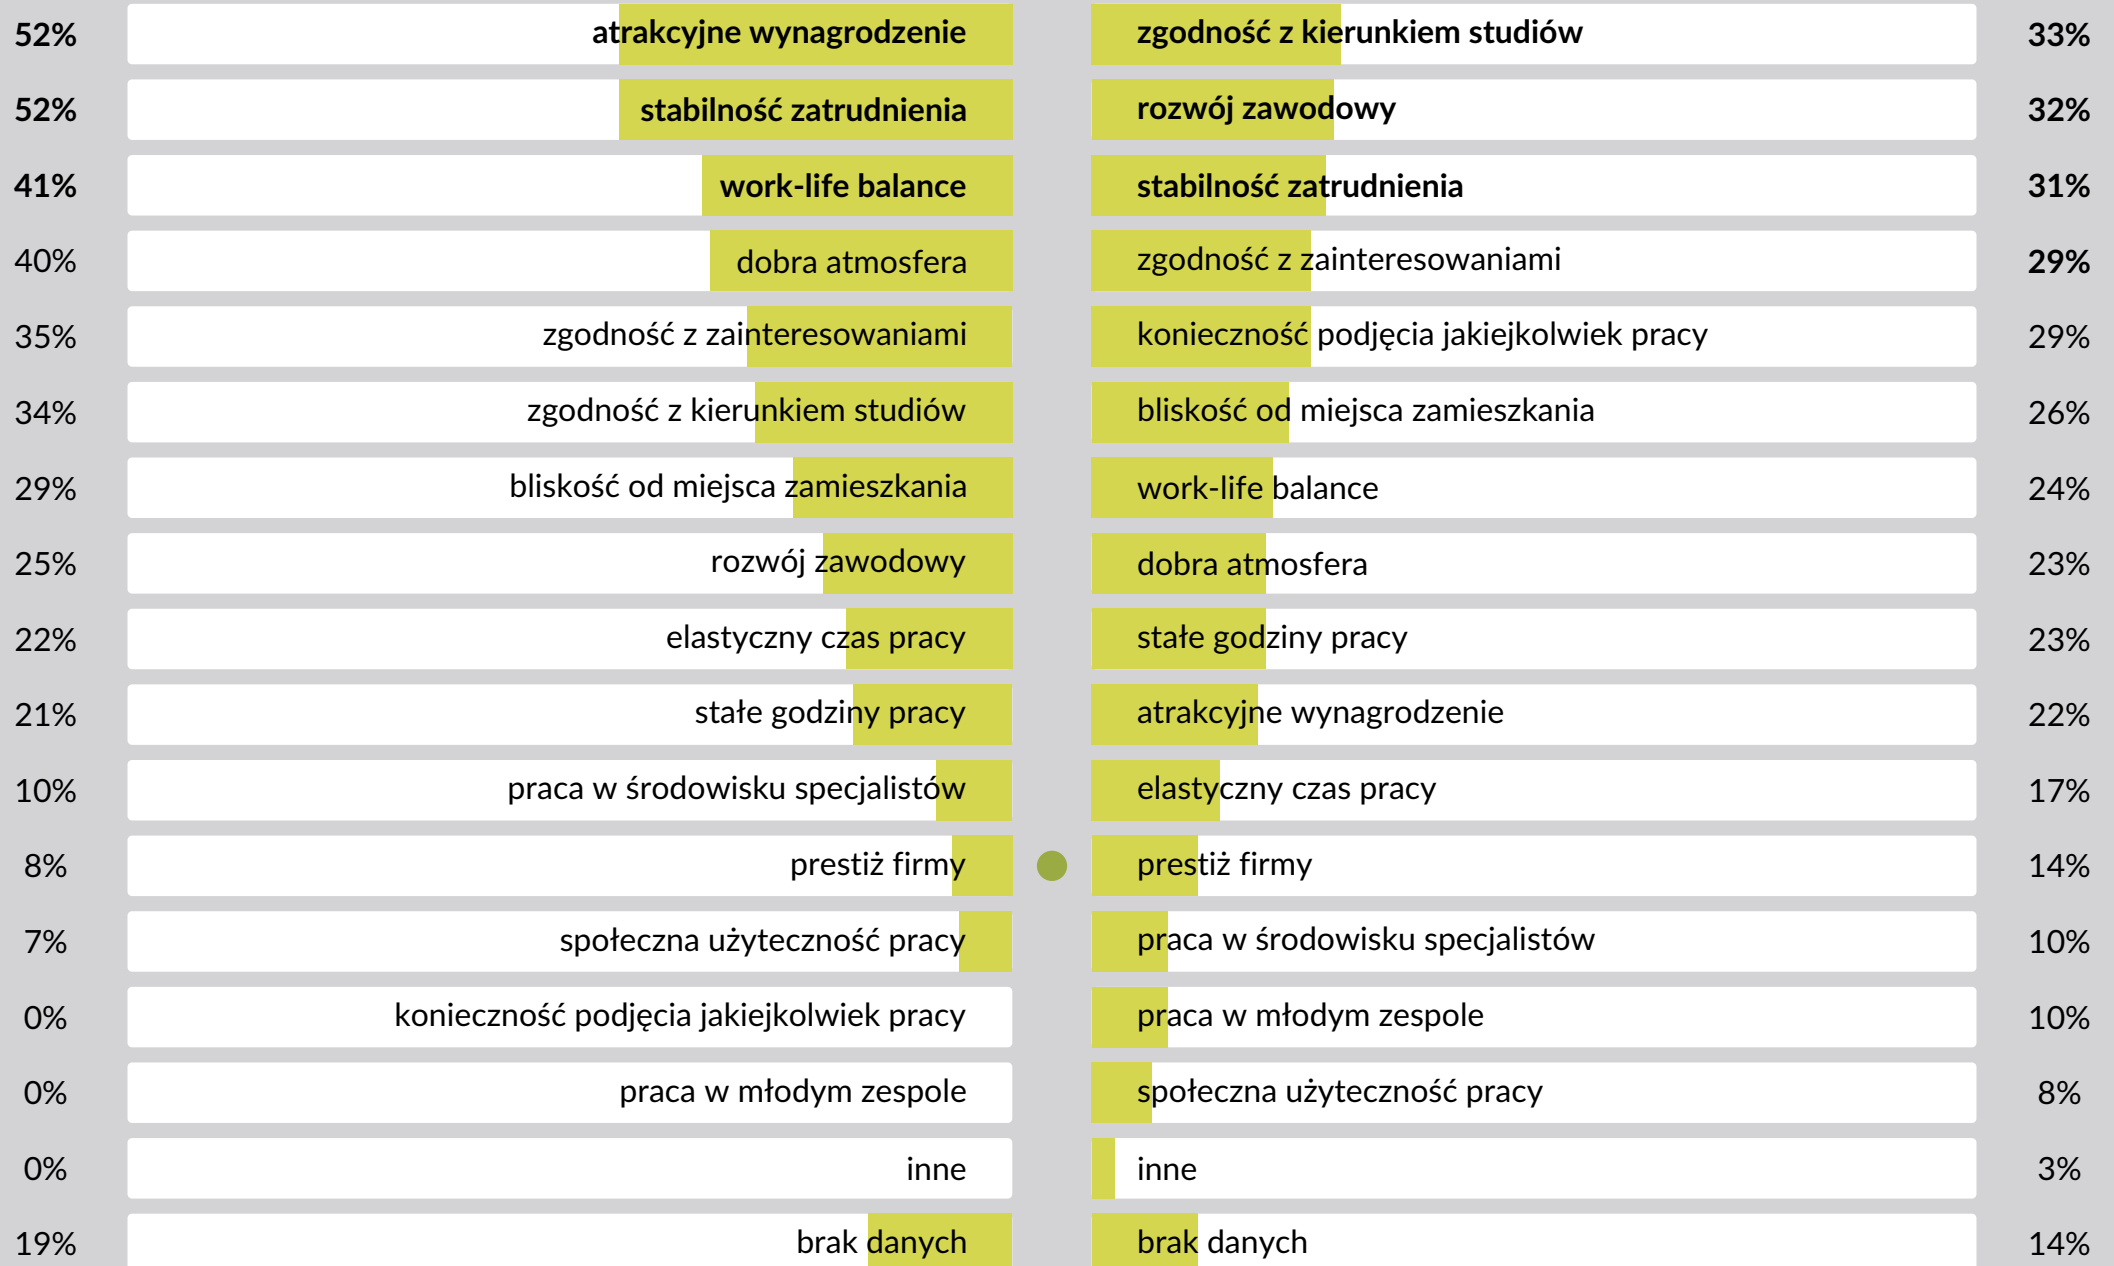 52% atrakcyjne wynagrodzenie zgodność z kierunkiem studiów 33%
52% stabilność zatrudnienia rozwój zawodowy 32%
41% work-life balance stabilność zatrudnienia 31%
40% dobra atmosfera zgodność z zainteresowaniami 29%
35% zgodność z zainteresowaniami konieczność podjęcia jakiejkolwiek pracy 29%
34% zgodność z kierunkiem studiów bliskość od miejsca zamieszkania 26%
29% bliskość od miejsca zamieszkania work-life balance 24%
25% rozwój zawodowy dobra atmosfera 23%
22% elastyczny czas pracy stałe godziny pracy 23%
21% stałe godziny pracy atrakcyjne wynagrodzenie 22%
10% praca w środowisku specjalistów elastyczny czas pracy 17%
8% prestiż firmy prestiż firmy 14%
7% społeczna użyteczność pracy praca w środowisku specjalistów 10%
0% konieczność podjęcia jakiejkolwiek pracy praca w młodym zespole 10%
0% praca w młodym zespole społeczna użyteczność pracy 8%
0% inne inne 3%
19% brak danych brak danych 14%